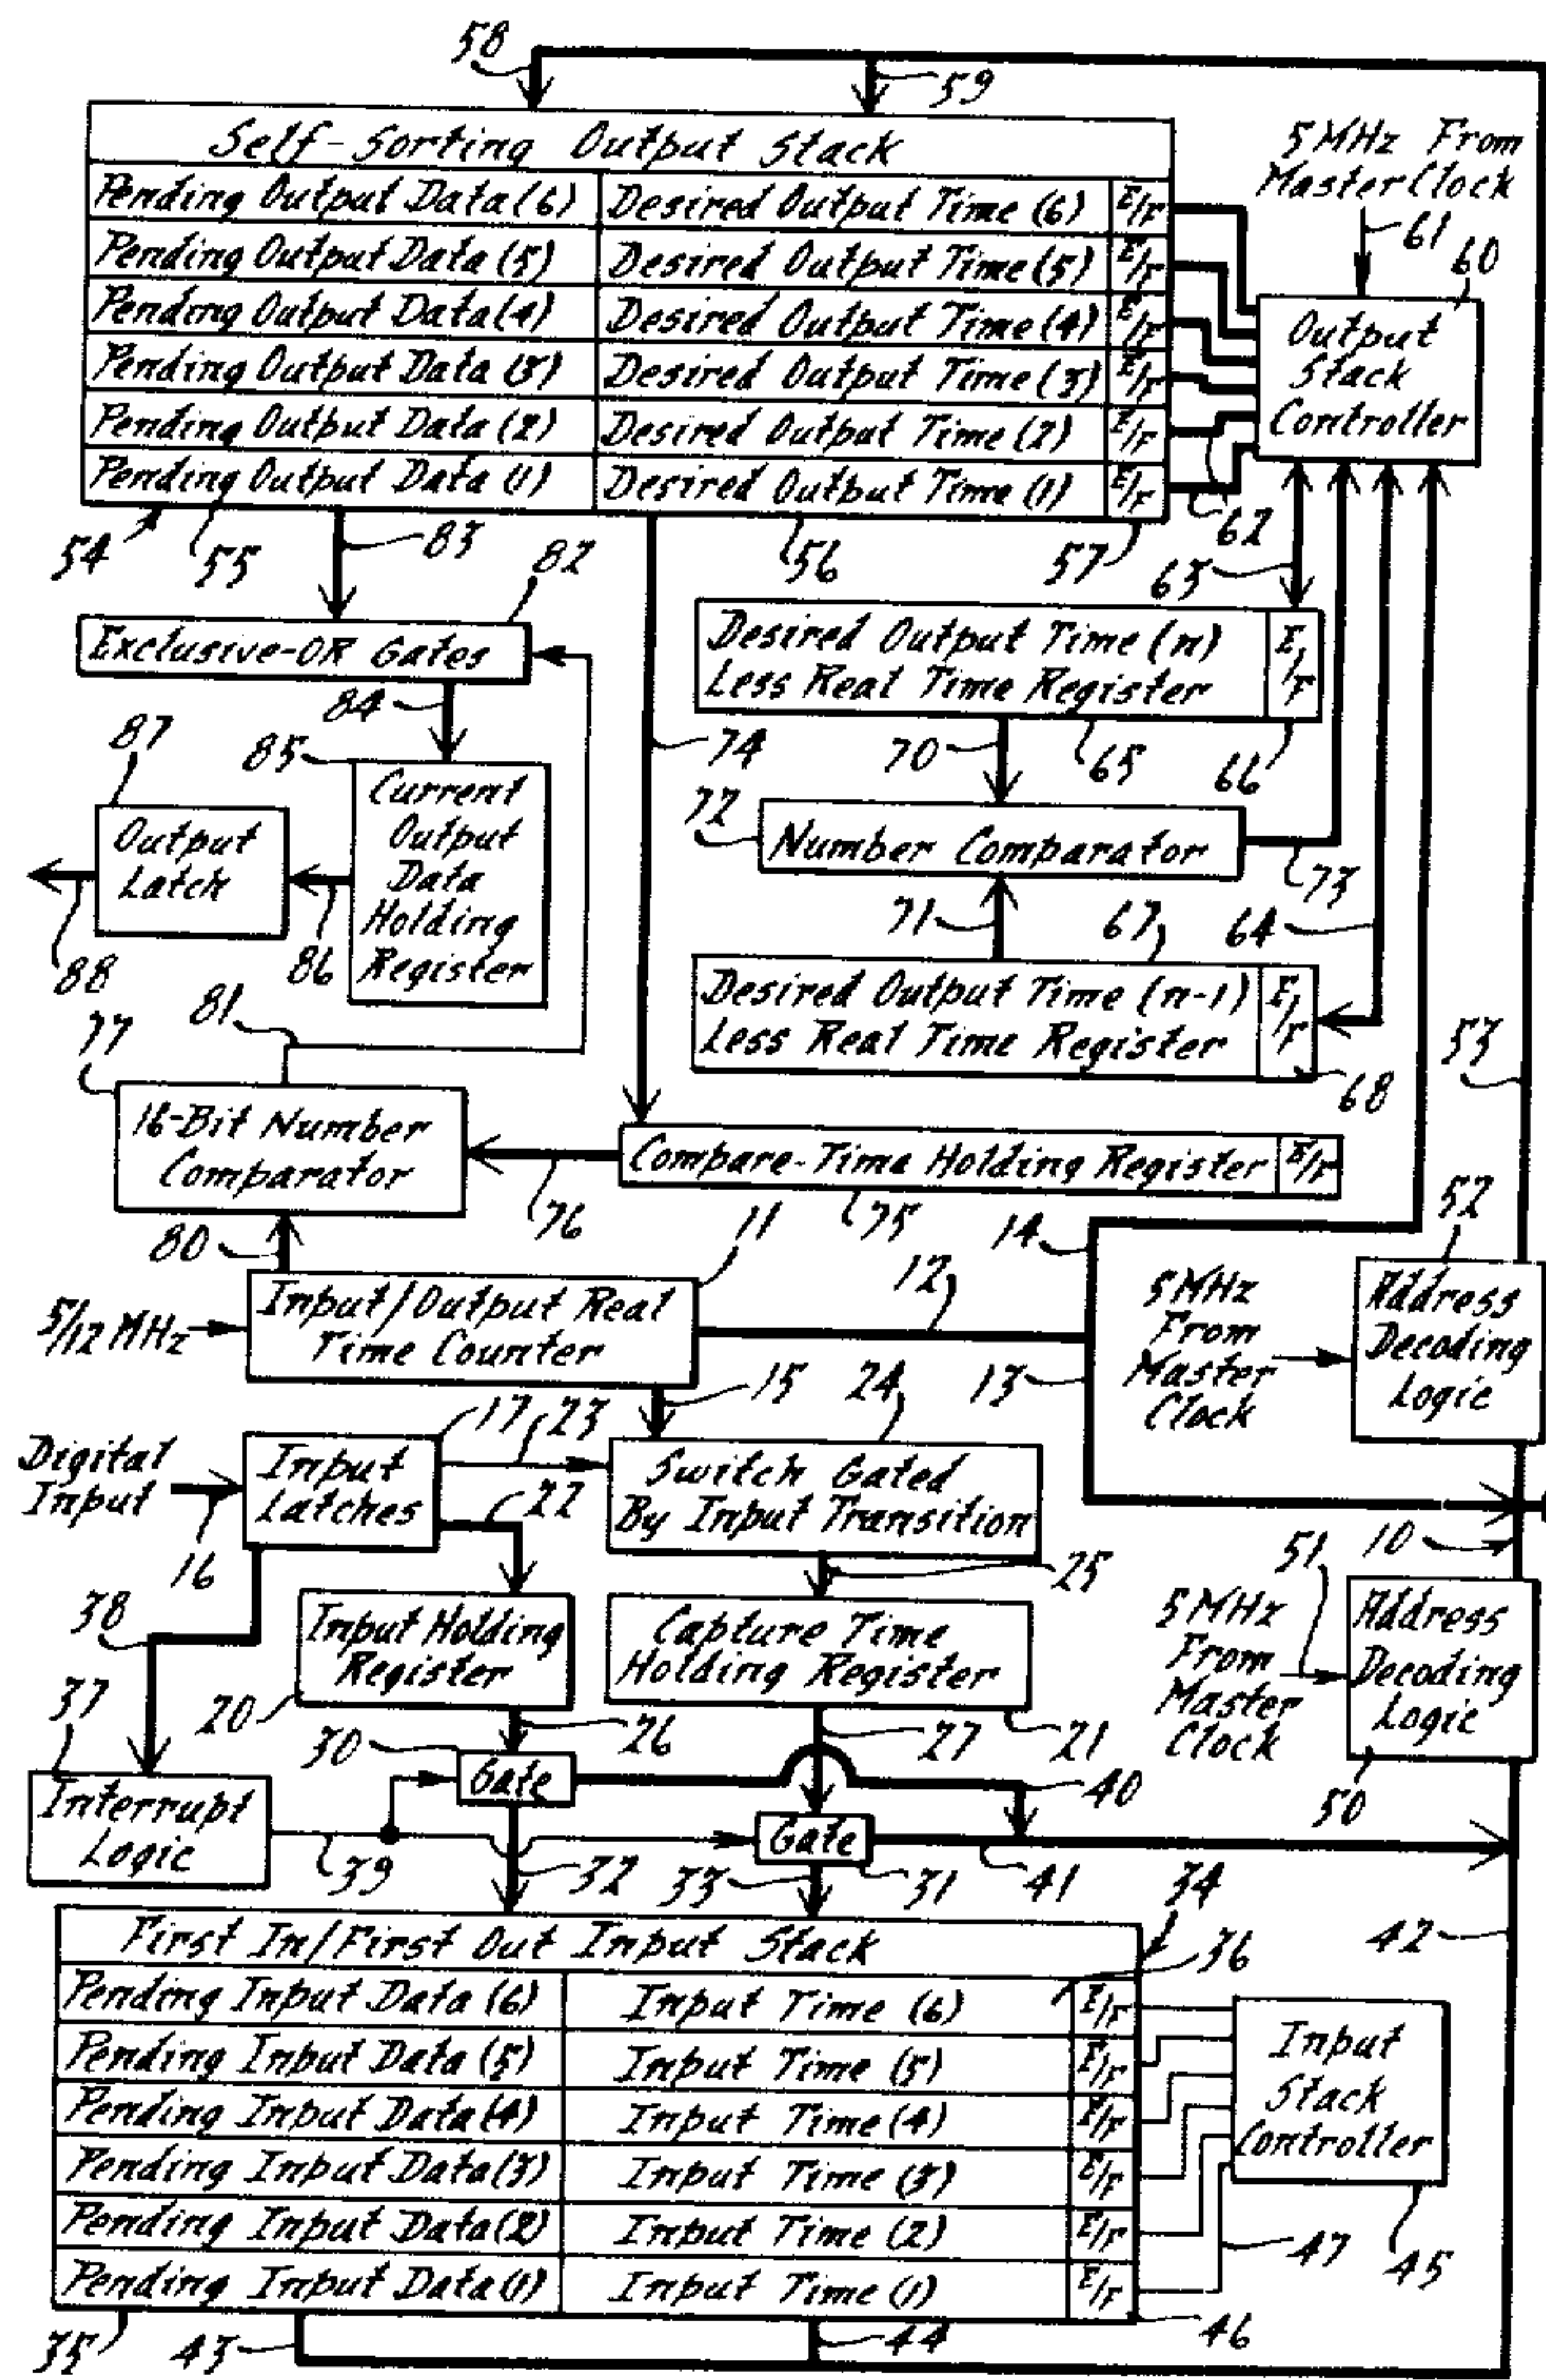 58
59
Self-Sorting Output Stack
Pending Output Data (6) Desired Output Time (6) E/F
Pending Output Data (5) Desired Output Time (5) E/F
Pending Output Data (4) Desired Output Time (4) E/F
Pending Output Data (3) Desired Output Time (3) E/F
Pending Output Data (2) Desired Output Time (2) E/F
Pending Output Data (1) Desired Output Time (1) E/F
5 MHz From
Master Clock
61
60
Output
Stack
Controller
54
55
83
82
56
57
62
63
Exclusive-OR Gates
84
Desired Output Time (n)
Less Real Time Register
E/F
87
85
74
70
65
66
Current
Output
Data
Holding
Register
Output
Latch
72
Number Comparator
73
88
86
71
67
64
81
Desired Output Time (n-1)
Less Real Time Register
E/F
77
68
53
16-Bit Number
Comparator
Compare-Time Holding Register E/F
76
75
11
80
14
52
12
5/12 MHz
Input/Output Real
Time Counter
5 MHz
From
Master
Clock
Address
Decoding
Logic
15
24
13
17
23
Digital
Input
Input
Latches
Switch Gated
By Input Transition
22
16
10
51
25
38
Input Holding
Register
Capture Time
Holding Register
5 MHz
From
Master
Clock
Address
Decoding
Logic
37
20
26
27
21
30
Gate
40
50
Interrupt
Logic
Gate
39
32
33
31
41
34
First In/First Out Input Stack
36
42
Pending Input Data (6) Input Time (6) E/F
Pending Input Data (5) Input Time (5) E/F
Pending Input Data (4) Input Time (4) E/F
Pending Input Data (3) Input Time (3) E/F
Pending Input Data (2) Input Time (2) E/F
Pending Input Data (1) Input Time (1) E/F
Input
Stack
Controller
47
45
35
43
44
46